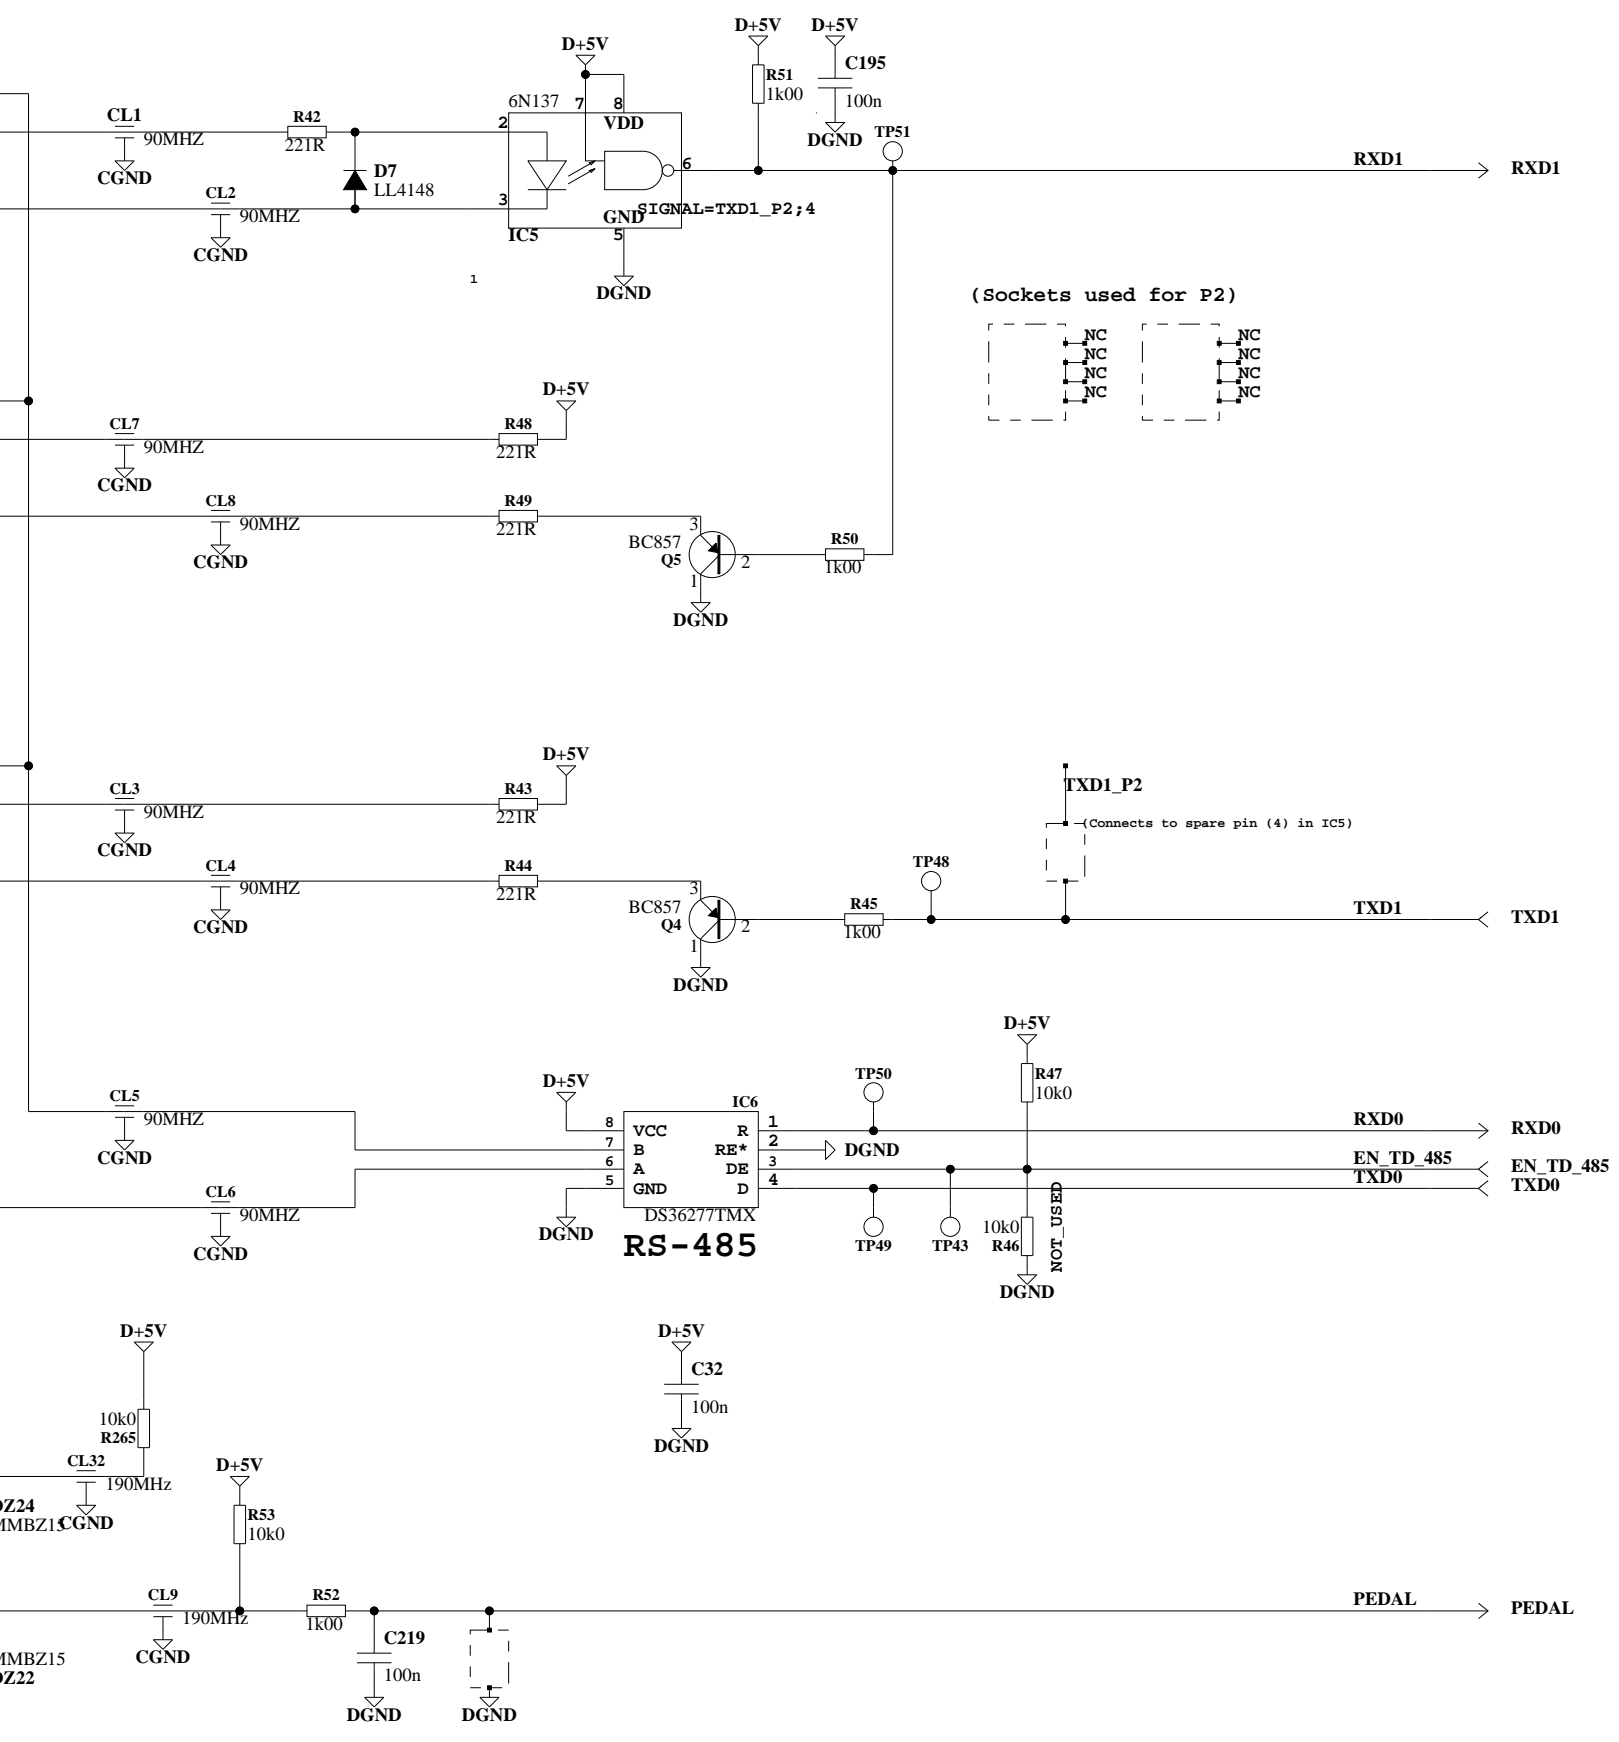 D+5V D+5V
D+5V
C195
R51
1k00
100n
6N137
7 8
VDD
CL1
90MHZ
R42
221R
2
DGND
TP51
CGND
D7
LL4148
6
RXD1
RXD1
CL2
90MHZ
3
GND
SIGNAL=TXD1_P2;4
IC5
5
CGND
1
DGND
(Sockets used for P2)
NC NC
NC NC
NC NC
NC NC
D+5V
CL7
90MHZ
R48
221R
CGND
CL8
90MHZ
R49
221R
3
BC857
Q5
2
1
R50
1k00
CGND
DGND
D+5V
TXD1_P2
CL3
90MHZ
R43
221R
(Connects to spare pin (4) in IC5)
CGND
CL4
90MHZ
R44
221R
TP48
3
BC857
Q4
2
1
R45
1k00
TXD1
TXD1
CGND
DGND
D+5V
D+5V
TP50
R47
10k0
CL5
90MHZ
IC6
8 VCC R 1
RXD0
RXD0
7 B RE* 2
DGND
CGND
6 A DE 3
EN_TD_485
EN_TD_485
5 GND D 4
TXD0
TXD0
CL6
90MHZ
DS36277TMX
DGND
RS-485
TP49
TP43
10k0
R46
NOT_USED
CGND
DGND
D+5V
D+5V
C32
100n
10k0
R265
DGND
CL32
190MHz
D+5V
DZ24
MMBZ15
CGND
R53
10k0
CL9
190MHz
R52
1k00
PEDAL
PEDAL
C219
100n
CGND
MMBZ15
DZ22
DGND
DGND